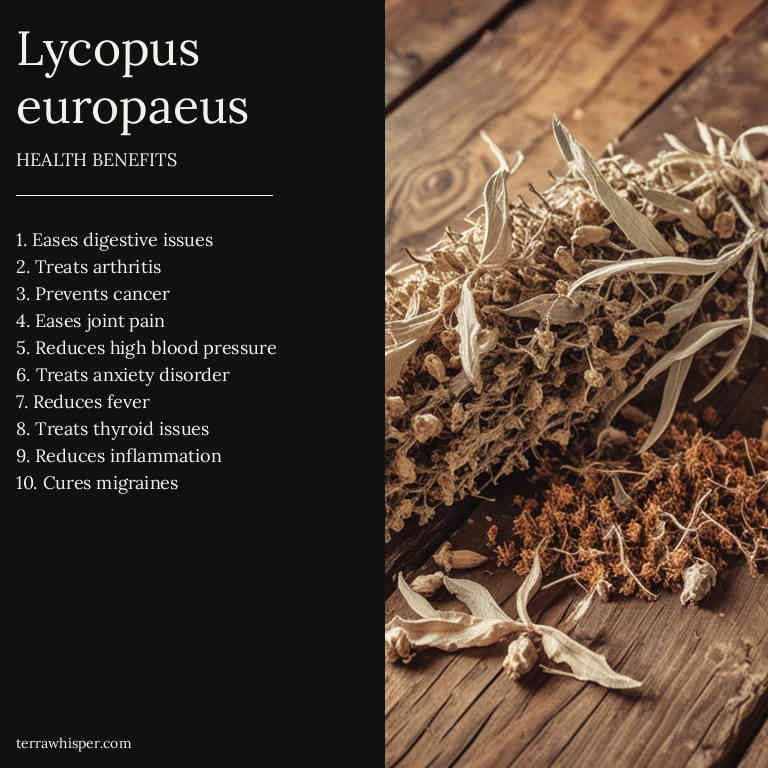 Lycopus
europaeus
HEALTH BENEFITS
1. Eases digestive issues
2. Treats arthritis
3. Prevents cancer
4. Eases joint pain
5. Reduces high blood pressure
6. Treats anxiety disorder
7. Reduces fever
8. Treats thyroid issues
9. Reduces inflammation
10. Cures migraines
terrawhisper.com